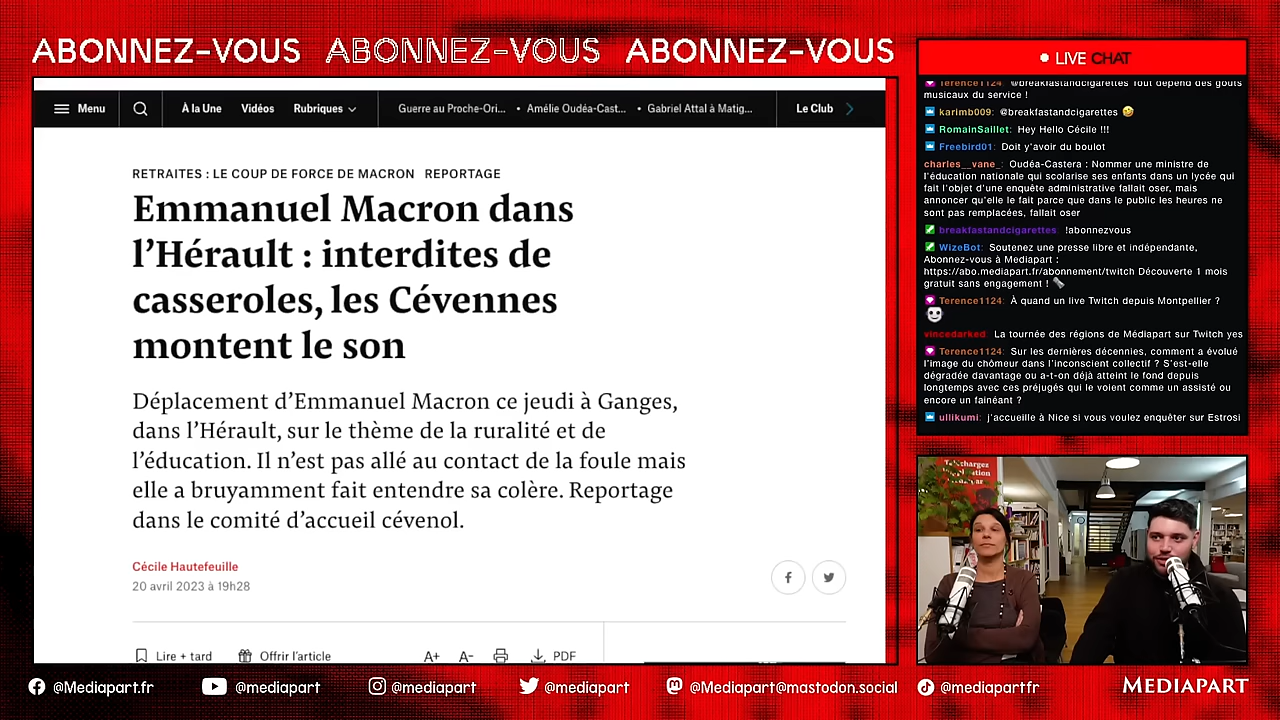 ABONNEZ-VOUS ABONNEZ-VOUS ABONNEZ-VOUS
Menu
À la Une Vidéos Rubriques
Guerre au Proche-Ori... • Amélie Oudéa-Cast... • Gabriel Attal à Matig...
Le Club
RETRAITES : LE COUP DE FORCE DE MACRON REPORTAGE
Emmanuel Macron dans
l'Hérault : interdites de
casseroles, les Cévennes
montent le son
Déplacement d'Emmanuel Macron ce jeudi à Ganges,
dans l'Hérault, sur le thème de la ruralité et de
l'éducation. Il n'est pas allé au contact de la foule mais
elle a bruyamment fait entendre sa colère. Reportage
dans le comité d'accueil cévenol.
Cécile Hautefeuille
20 avril 2023 à 19h28
Lire + tard Offrir l'article A+ A- PDF
LIVE CHAT
Terence1124: @breakfastandcigarettes Tout dépend des goûts
musicaux du service !
karimb009: @breakfastandcigarettes
RomainSaillet: Hey Hello Cécile !!!
Freebird01: Doit y'avoir du boulot
charles__vane_: Oudéa-Castera : Nommer une ministre de
l'éducation nationale qui scolarise ses enfants dans un lycée qui
fait l'objet d'une enquête administrative fallait oser, mais
annoncer qu'elle le fait parce que dans le public les heures ne
sont pas remplacées, fallait oser
breakfastandcigarettes: !abonnezvous
WizeBot: Soutenez une presse libre et indépendante,
Abonnez-vous à Mediapart :
https://abo.mediapart.fr/abonnement/twitch Découverte 1 mois
gratuit sans engagement !
Terence1124: À quand un live Twitch depuis Montpellier ?
vincedarked: La tournée des régions de Médiapart sur Twitch yes
Terence1124: Sur les dernières décennies, comment a évolué
l'image du chômeur dans l'inconscient collectif ? S'est-elle
dégradée davantage ou a-t-on déjà atteint le fond depuis
longtemps avec ces préjugés qui le voient comme un assisté ou
encore un fainéant ?
ullikumi: j'accueille à Nice si vous voulez enquêter sur Estrosi
@Mediapart.fr @mediapart @mediapart @mediapart @Mediapart@mastodon.social @mediapartfr
MEDIAPART